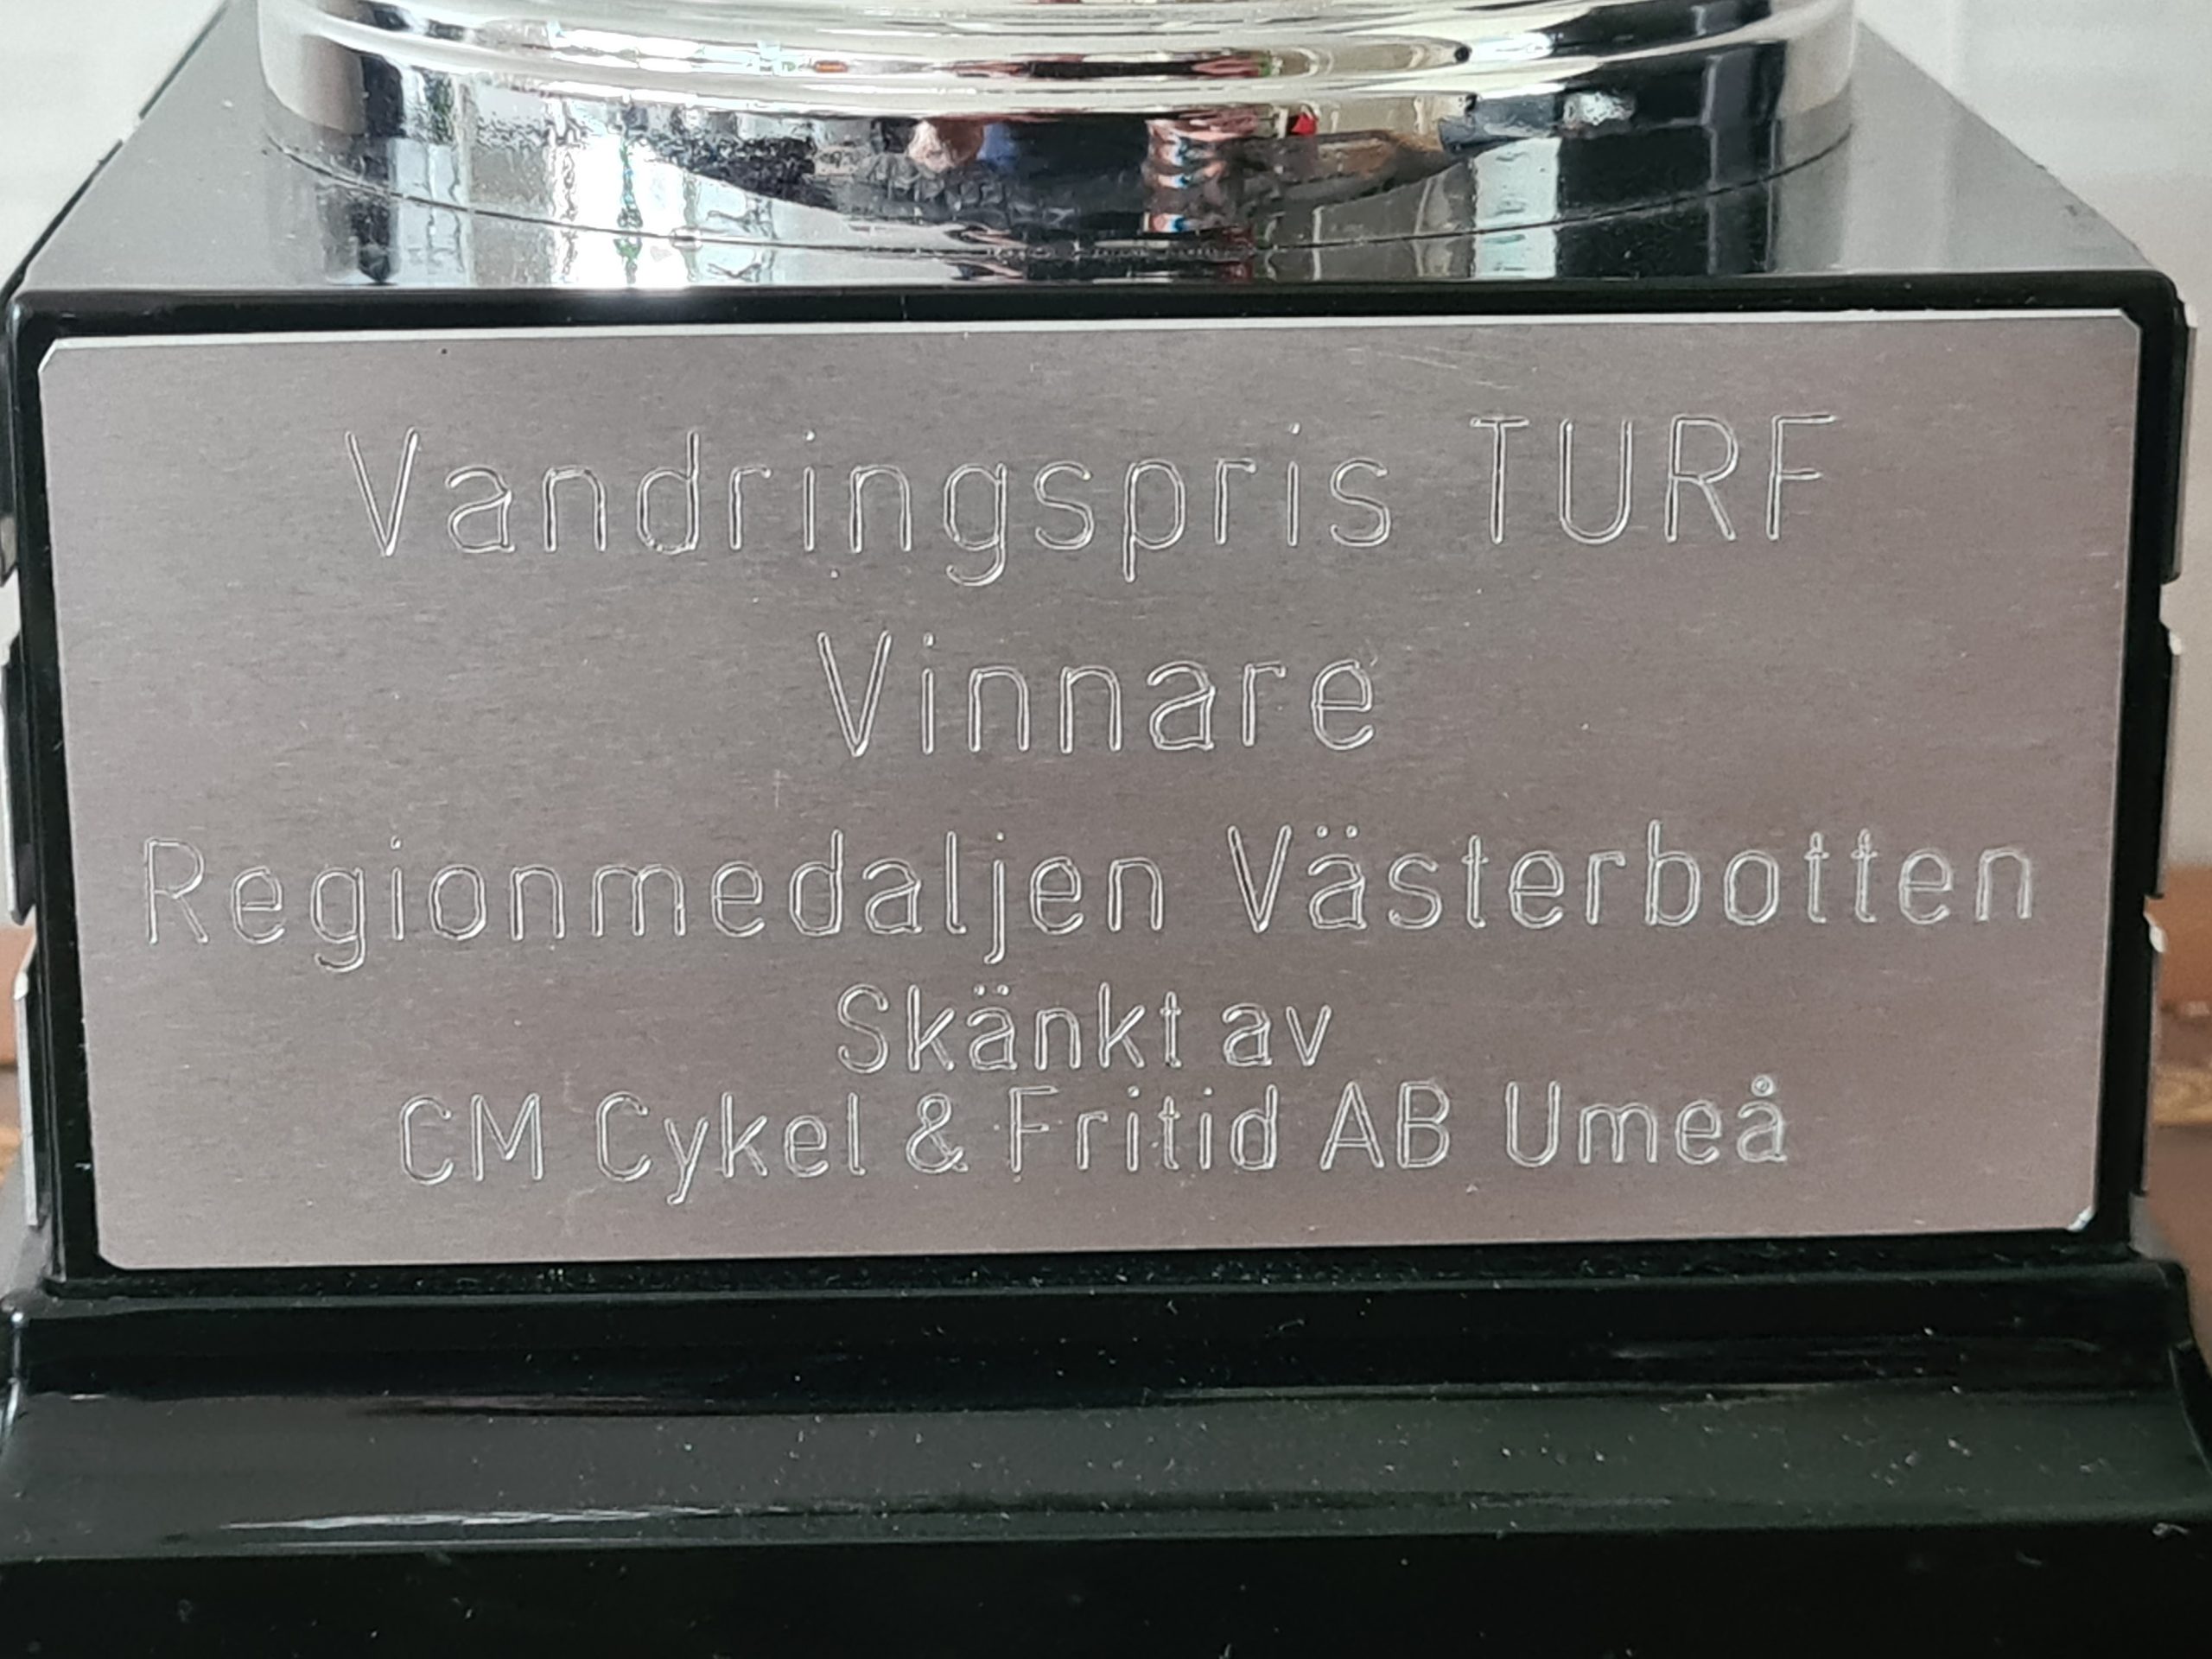 Vandringspris TURF
Vinnare
Regionmedaljen Västerbotten
Skänkt av
CM Cykel & Fritid AB Umeå